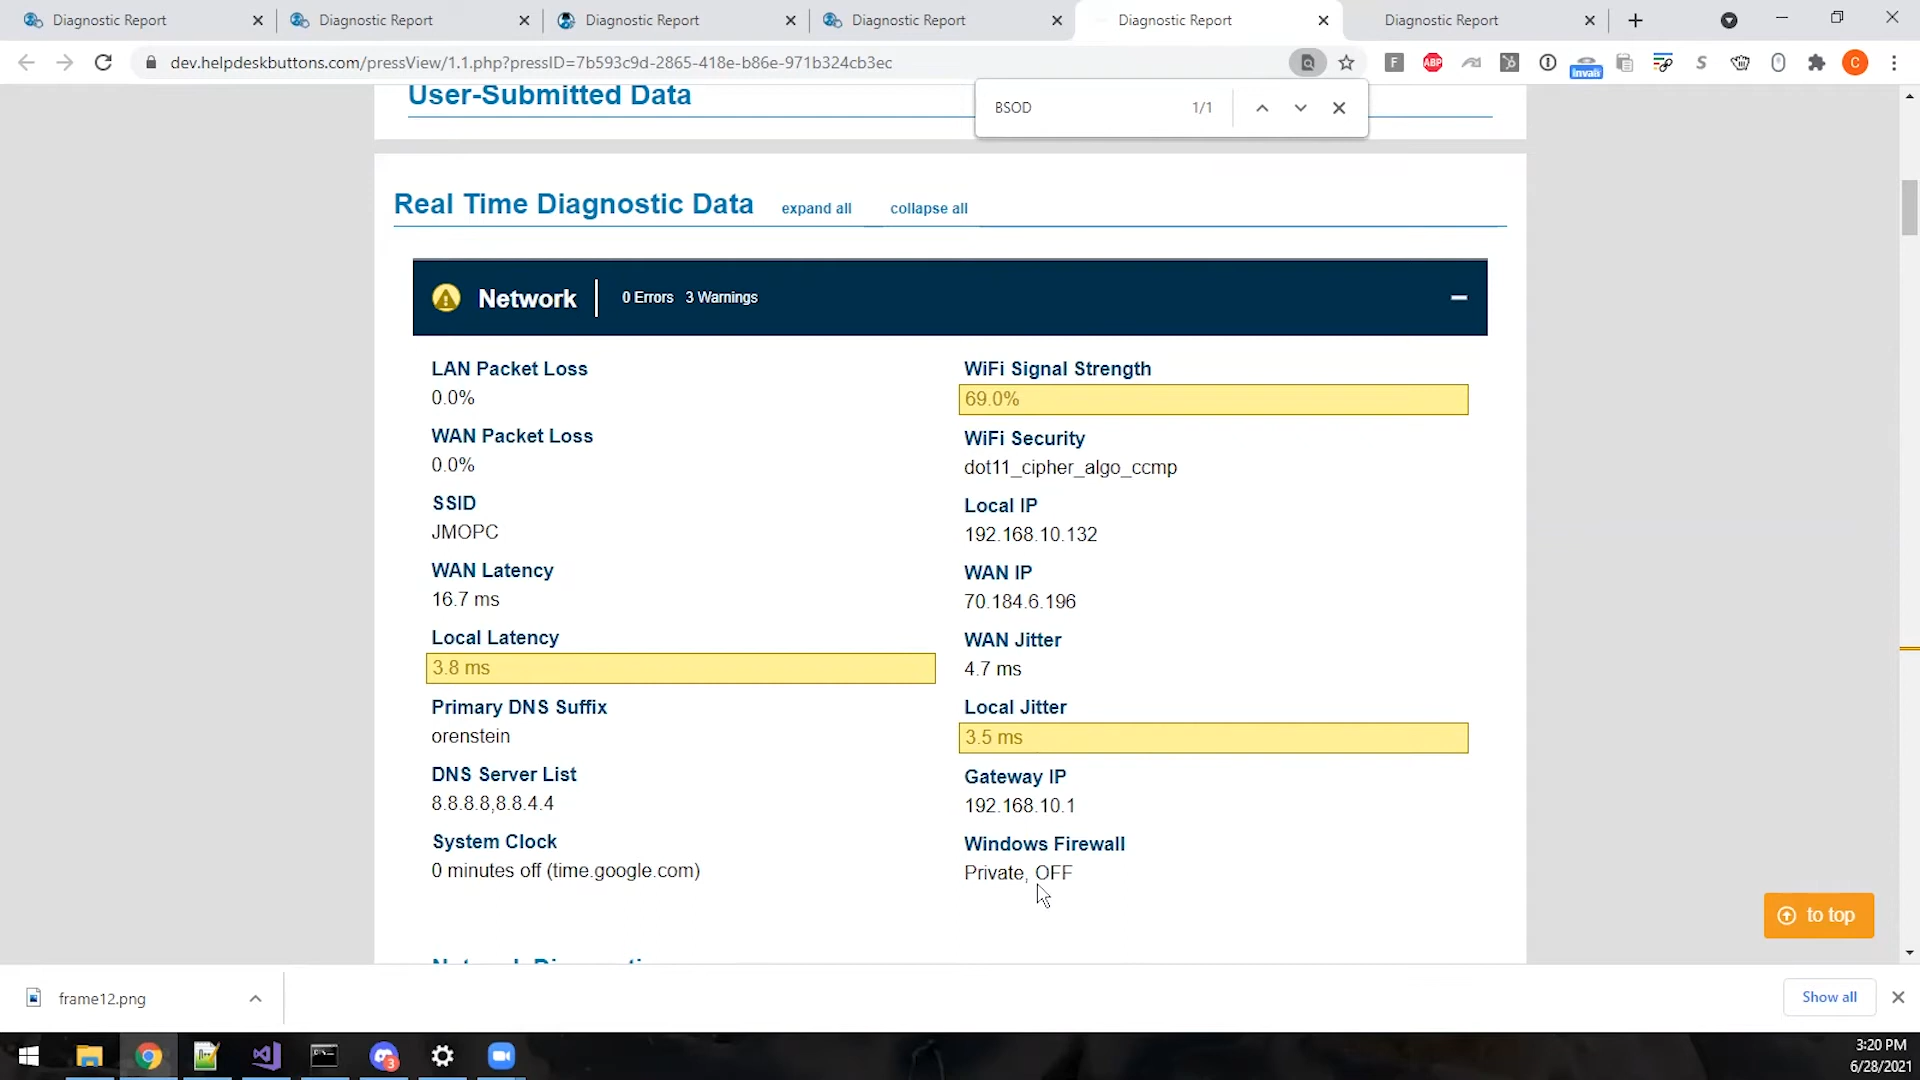 Diagnostic Report
Diagnostic Report
Diagnostic Report
Diagnostic Report
Diagnostic Report
Diagnostic Report
dev.helpdeskbuttons.com/pressView/1.1.php?pressID=7b593c9d-2865-418e-b86e-971b324cb3ec
F
ABP
Invalid
S
C
BSOD
1/1
User-Submitted Data
Real Time Diagnostic Data
expand all
collapse all
Network
0 Errors 3 Warnings
LAN Packet Loss
0.0%
WAN Packet Loss
0.0%
SSID
JMOPC
WAN Latency
16.7 ms
Local Latency
3.8 ms
Primary DNS Suffix
orenstein
DNS Server List
8.8.8.8,8.8.4.4
System Clock
0 minutes off (time.google.com)
WiFi Signal Strength
69.0%
WiFi Security
dot11_cipher_algo_ccmp
Local IP
192.168.10.132
WAN IP
70.184.6.196
WAN Jitter
4.7 ms
Local Jitter
3.5 ms
Gateway IP
192.168.10.1
Windows Firewall
Private, OFF
to top
frame12.png
Show all
3
3:20 PM
6/28/2021